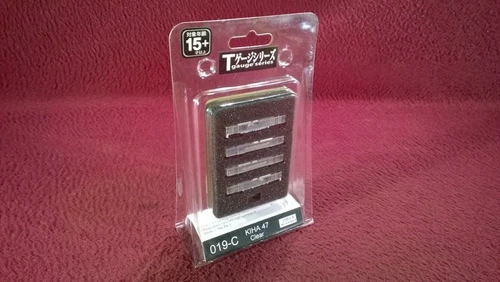 対象年齢
15+
才以上
Tゲージシリーズ
gauge series
019-C
KIHA 47
Clear